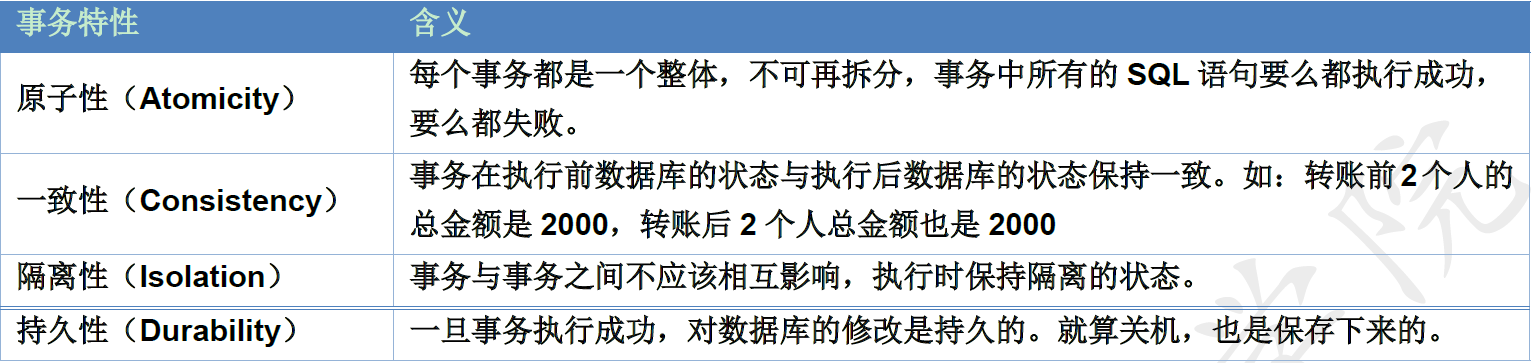 事务特性 含义
原子性（Atomicity） 每个事务都是一个整体，不可再拆分，事务中所有的 SQL 语句要么都执行成功，
要么都失败。
一致性（Consistency） 事务在执行前数据库的状态与执行后数据库的状态保持一致。如：转账前 2 个人的
总金额是 2000，转账后 2 个人总金额也是 2000
隔离性（Isolation） 事务与事务之间不应该相互影响，执行时保持隔离的状态。
持久性（Durability） 一旦事务执行成功，对数据库的修改是持久的。就算关机，也是保存下来的。
院